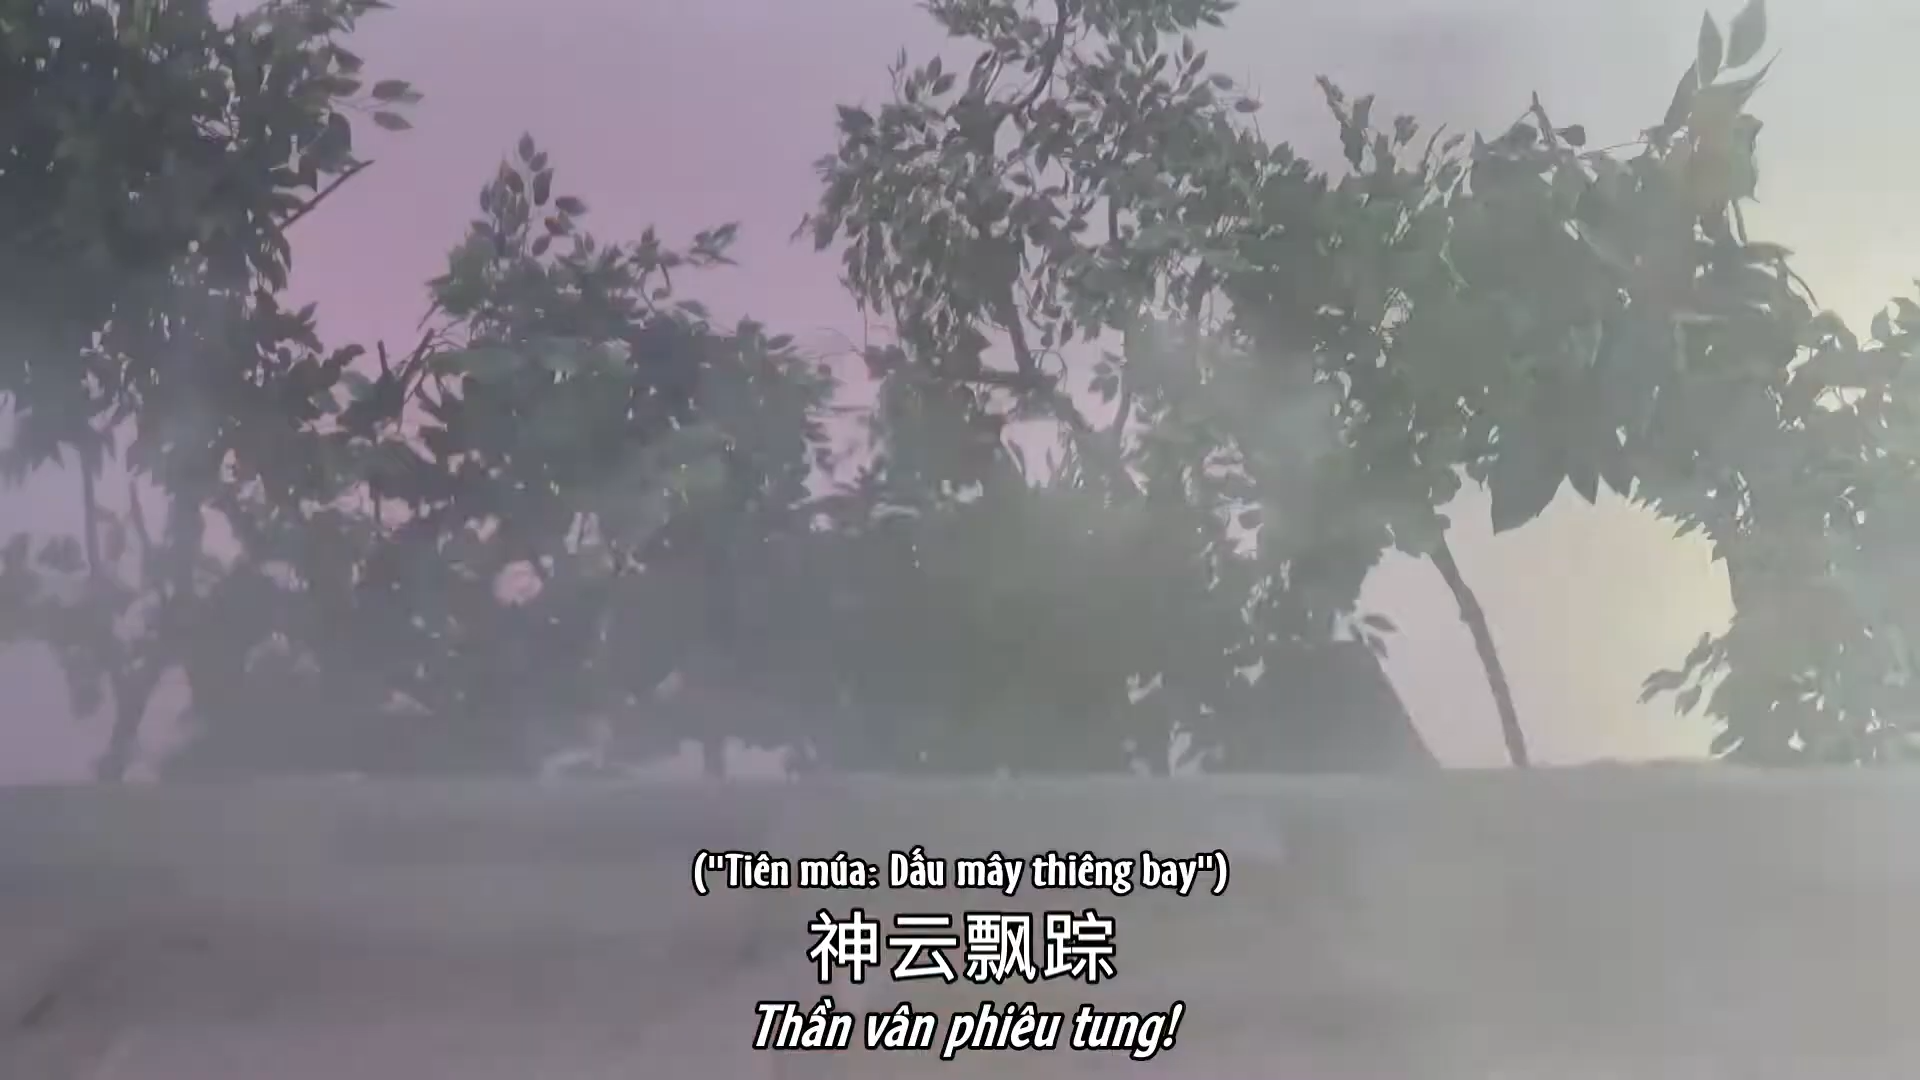 ("Tiên múa: Dấu mây thiêng bay")
神云飘踪
Thần vân phiêu tung!